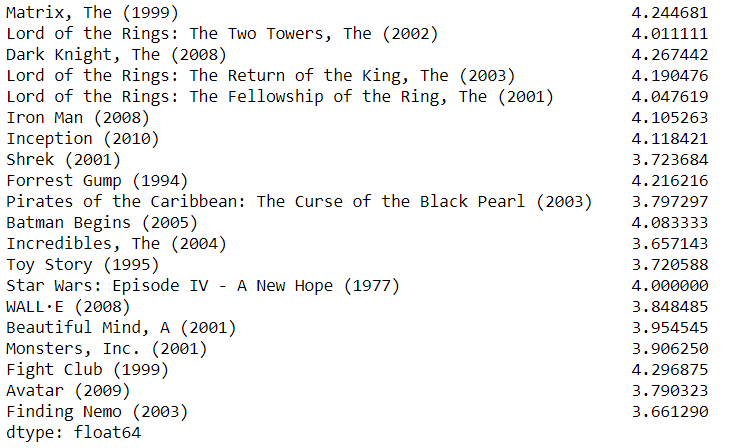 Matrix, The (1999) 4.244681
Lord of the Rings: The Two Towers, The (2002) 4.011111
Dark Knight, The (2008) 4.267442
Lord of the Rings: The Return of the King, The (2003) 4.190476
Lord of the Rings: The Fellowship of the Ring, The (2001) 4.047619
Iron Man (2008) 4.105263
Inception (2010) 4.118421
Shrek (2001) 3.723684
Forrest Gump (1994) 4.216216
Pirates of the Caribbean: The Curse of the Black Pearl (2003) 3.797297
Batman Begins (2005) 4.083333
Incredibles, The (2004) 3.657143
Toy Story (1995) 3.720588
Star Wars: Episode IV - A New Hope (1977) 4.000000
WALL·E (2008) 3.848485
Beautiful Mind, A (2001) 3.954545
Monsters, Inc. (2001) 3.906250
Fight Club (1999) 4.296875
Avatar (2009) 3.790323
Finding Nemo (2003) 3.661290
dtype: float64